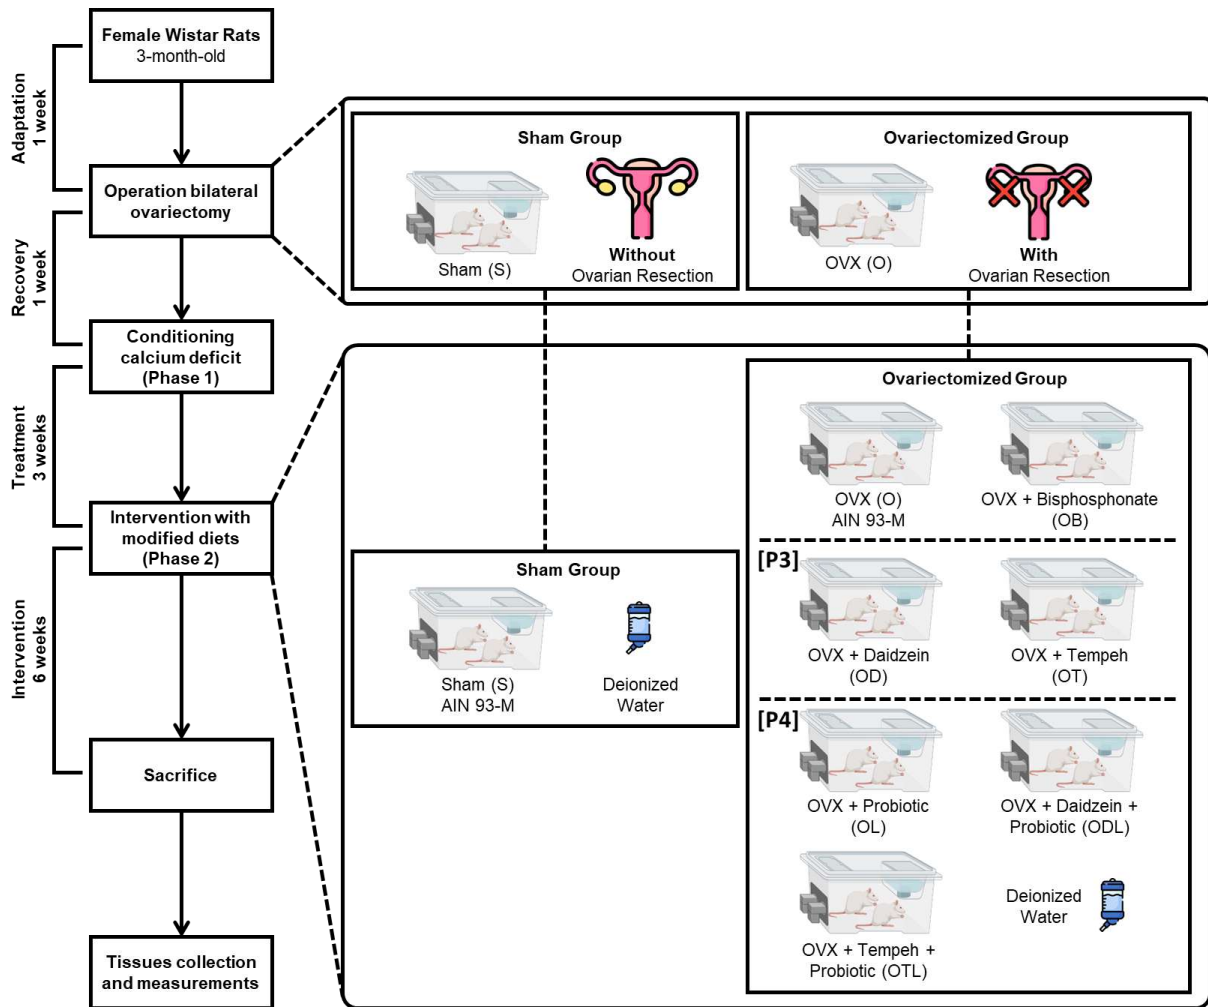 Female Wistar Rats
3-month-old
Adaptation
1 week
Operation bilateral
ovariectomy
Recovery
1 week
Conditioning
calcium deficit
(Phase 1)
Treatment
3 weeks
Intervention with
modified diets
(Phase 2)
Intervention
6 weeks
Sacrifice
Tissues collection
and measurements
Sham Group
Sham (S)
Without
Ovarian Resection
Ovariectomized Group
OVX (O)
With
Ovarian Resection
Sham Group
Sham (S)
AIN 93-M
Deionized
Water
Ovariectomized Group
OVX (O)
AIN 93-M
OVX + Bisphosphonate
(OB)
[P3]
OVX + Daidzein
(OD)
OVX + Tempeh
(OT)
[P4]
OVX + Probiotic
(OL)
OVX + Daidzein +
Probiotic (ODL)
OVX + Tempeh +
Probiotic (OTL)
Deionized
Water